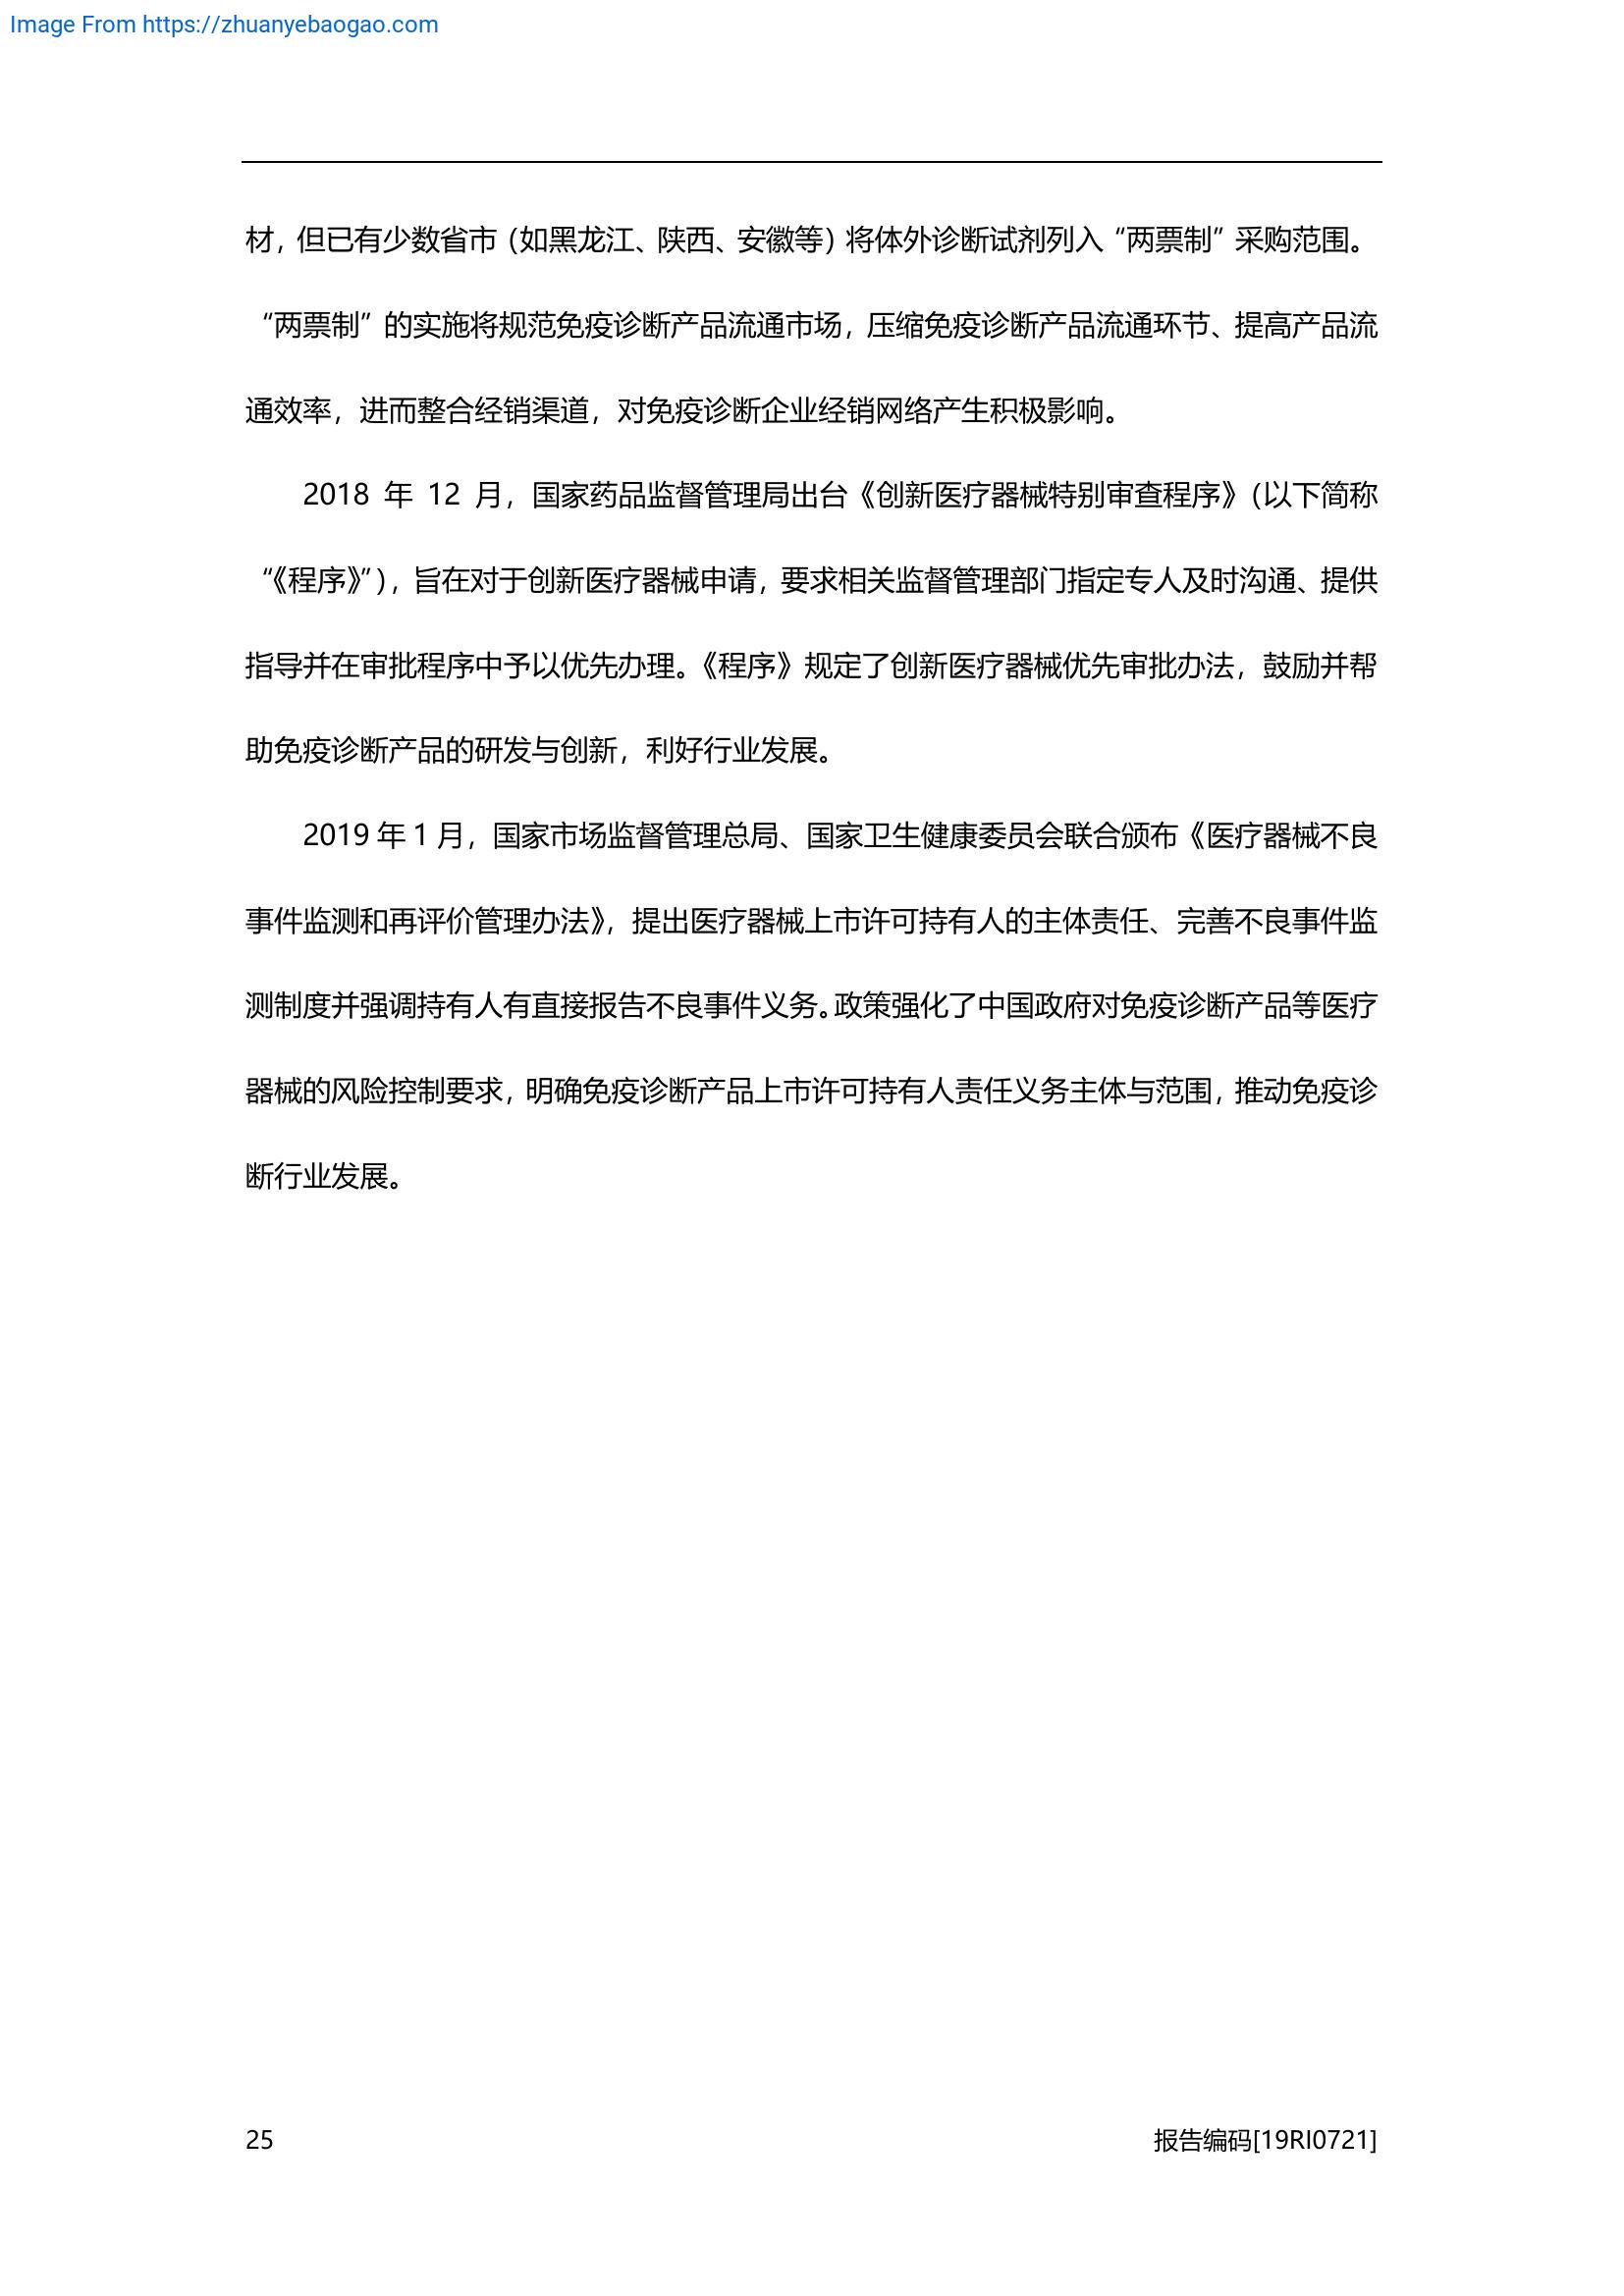 Image From https://zhuanyebaogao.com
材，但已有少数省市（如黑龙江、陕西、安徽等）将体外诊断试剂列入“两票制”采购范围。
“两票制”的实施将规范免疫诊断产品流通市场，压缩免疫诊断产品流通环节、提高产品流
通效率，进而整合经销渠道，对免疫诊断企业经销网络产生积极影响。
2018 年 12 月，国家药品监督管理局出台《创新医疗器械特别审查程序》（以下简称
“《程序》”），旨在对于创新医疗器械申请，要求相关监督管理部门指定专人及时沟通、提供
指导并在审批程序中予以优先办理。《程序》规定了创新医疗器械优先审批办法，鼓励并帮
助免疫诊断产品的研发与创新，利好行业发展。
2019 年 1 月，国家市场监督管理总局、国家卫生健康委员会联合颁布《医疗器械不良
事件监测和再评价管理办法》，提出医疗器械上市许可持有人的主体责任、完善不良事件监
测制度并强调持有人有直接报告不良事件义务。政策强化了中国政府对免疫诊断产品等医疗
器械的风险控制要求，明确免疫诊断产品上市许可持有人责任义务主体与范围，推动免疫诊
断行业发展。
25 报告编码[19RI0721]